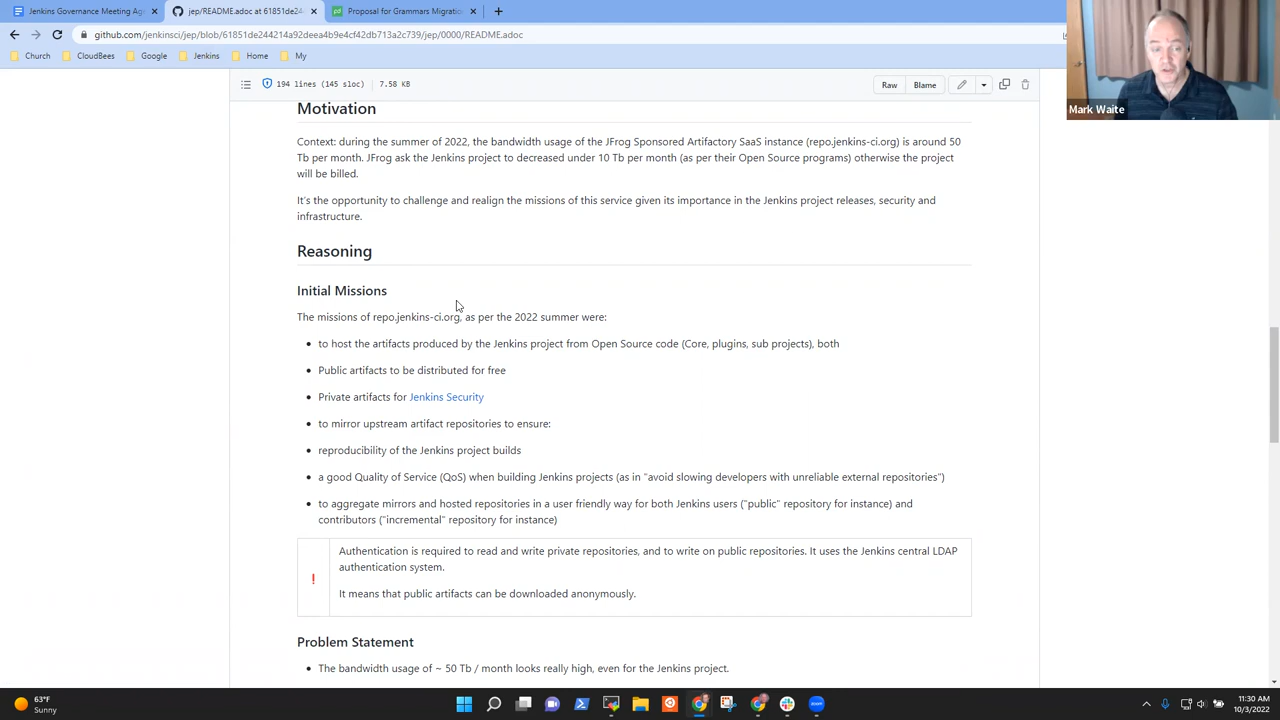 Jenkins Governance Meeting Age
jep/README.adoc at 61851de24
Proposal for Grammars Migratio
github.com/jenkinsci/jep/blob/61851de244214a92deea4b9e4cf42db713a2c739/jep/0000/README.adoc
Church
CloudBees
Google
Jenkins
Home
My
194 lines (145 sloc)
7.58 KB
Raw
Blame
Mark Waite
Motivation
Context: during the summer of 2022, the bandwidth usage of the JFrog Sponsored Artifactory SaaS instance (repo.jenkins-ci.org) is around 50
Tb per month. JFrog ask the Jenkins project to decreased under 10 Tb per month (as per their Open Source programs) otherwise the project
will be billed.
It's the opportunity to challenge and realign the missions of this service given its importance in the Jenkins project releases, security and
infrastructure.
Reasoning
Initial Missions
The missions of repo.jenkins-ci.org, as per the 2022 summer were:
• to host the artifacts produced by the Jenkins project from Open Source code (Core, plugins, sub projects), both
• Public artifacts to be distributed for free
• Private artifacts for Jenkins Security
• to mirror upstream artifact repositories to ensure:
• reproducibility of the Jenkins project builds
• a good Quality of Service (QoS) when building Jenkins projects (as in "avoid slowing developers with unreliable external repositories")
• to aggregate mirrors and hosted repositories in a user friendly way for both Jenkins users ("public" repository for instance) and
contributors ("incremental" repository for instance)
Authentication is required to read and write private repositories, and to write on public repositories. It uses the Jenkins central LDAP
authentication system.
It means that public artifacts can be downloaded anonymously.
Problem Statement
• The bandwidth usage of ~ 50 Tb / month looks really high, even for the Jenkins project.
63°F
Sunny
11:30 AM
10/3/2022